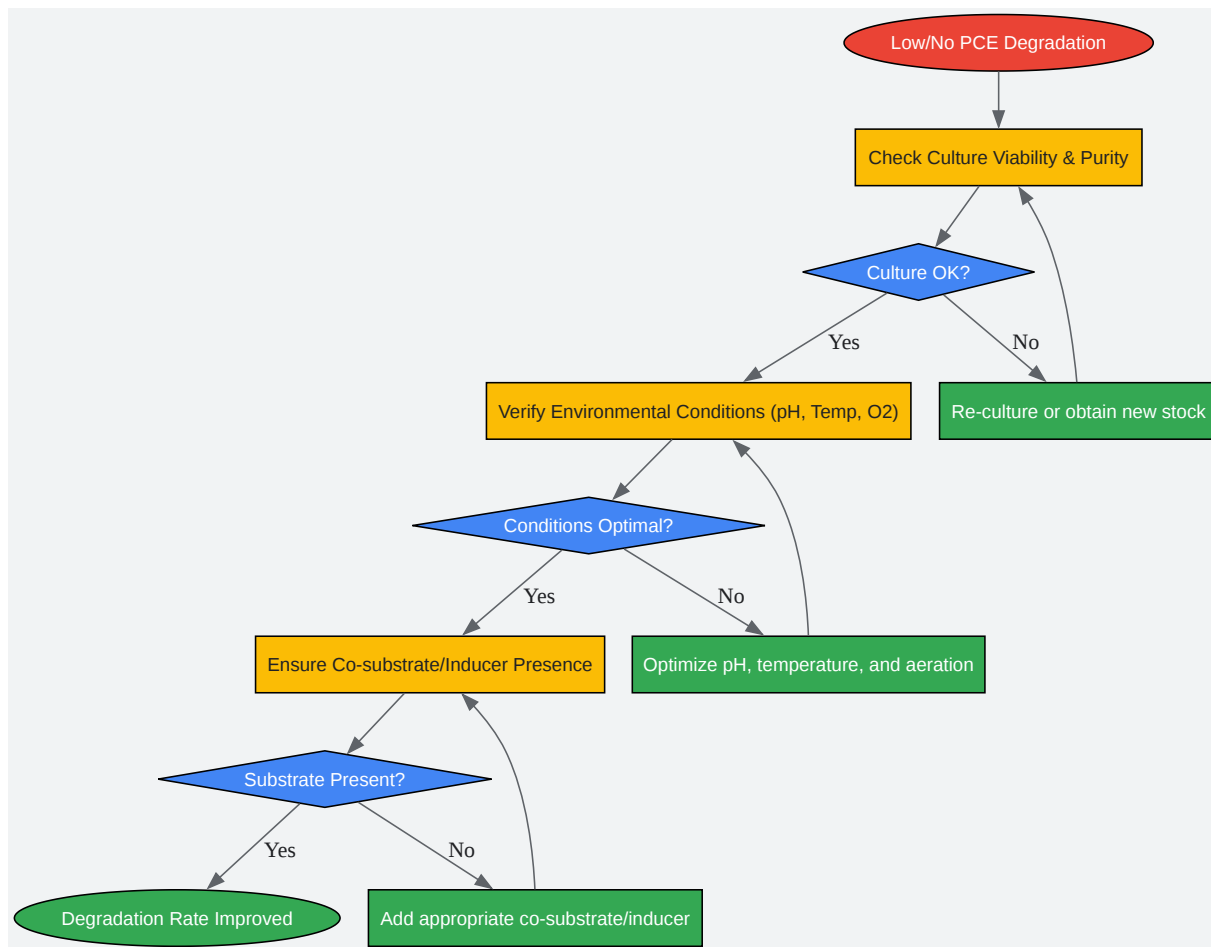 Low/No PCE Degradation
Check Culture Viability & Purity
Culture OK?
Yes
No
Verify Environmental Conditions (pH, Temp, O2)
Re-culture or obtain new stock
Conditions Optimal?
Yes
No
Ensure Co-substrate/Inducer Presence
Optimize pH, temperature, and aeration
Substrate Present?
Yes
No
Degradation Rate Improved
Add appropriate co-substrate/inducer